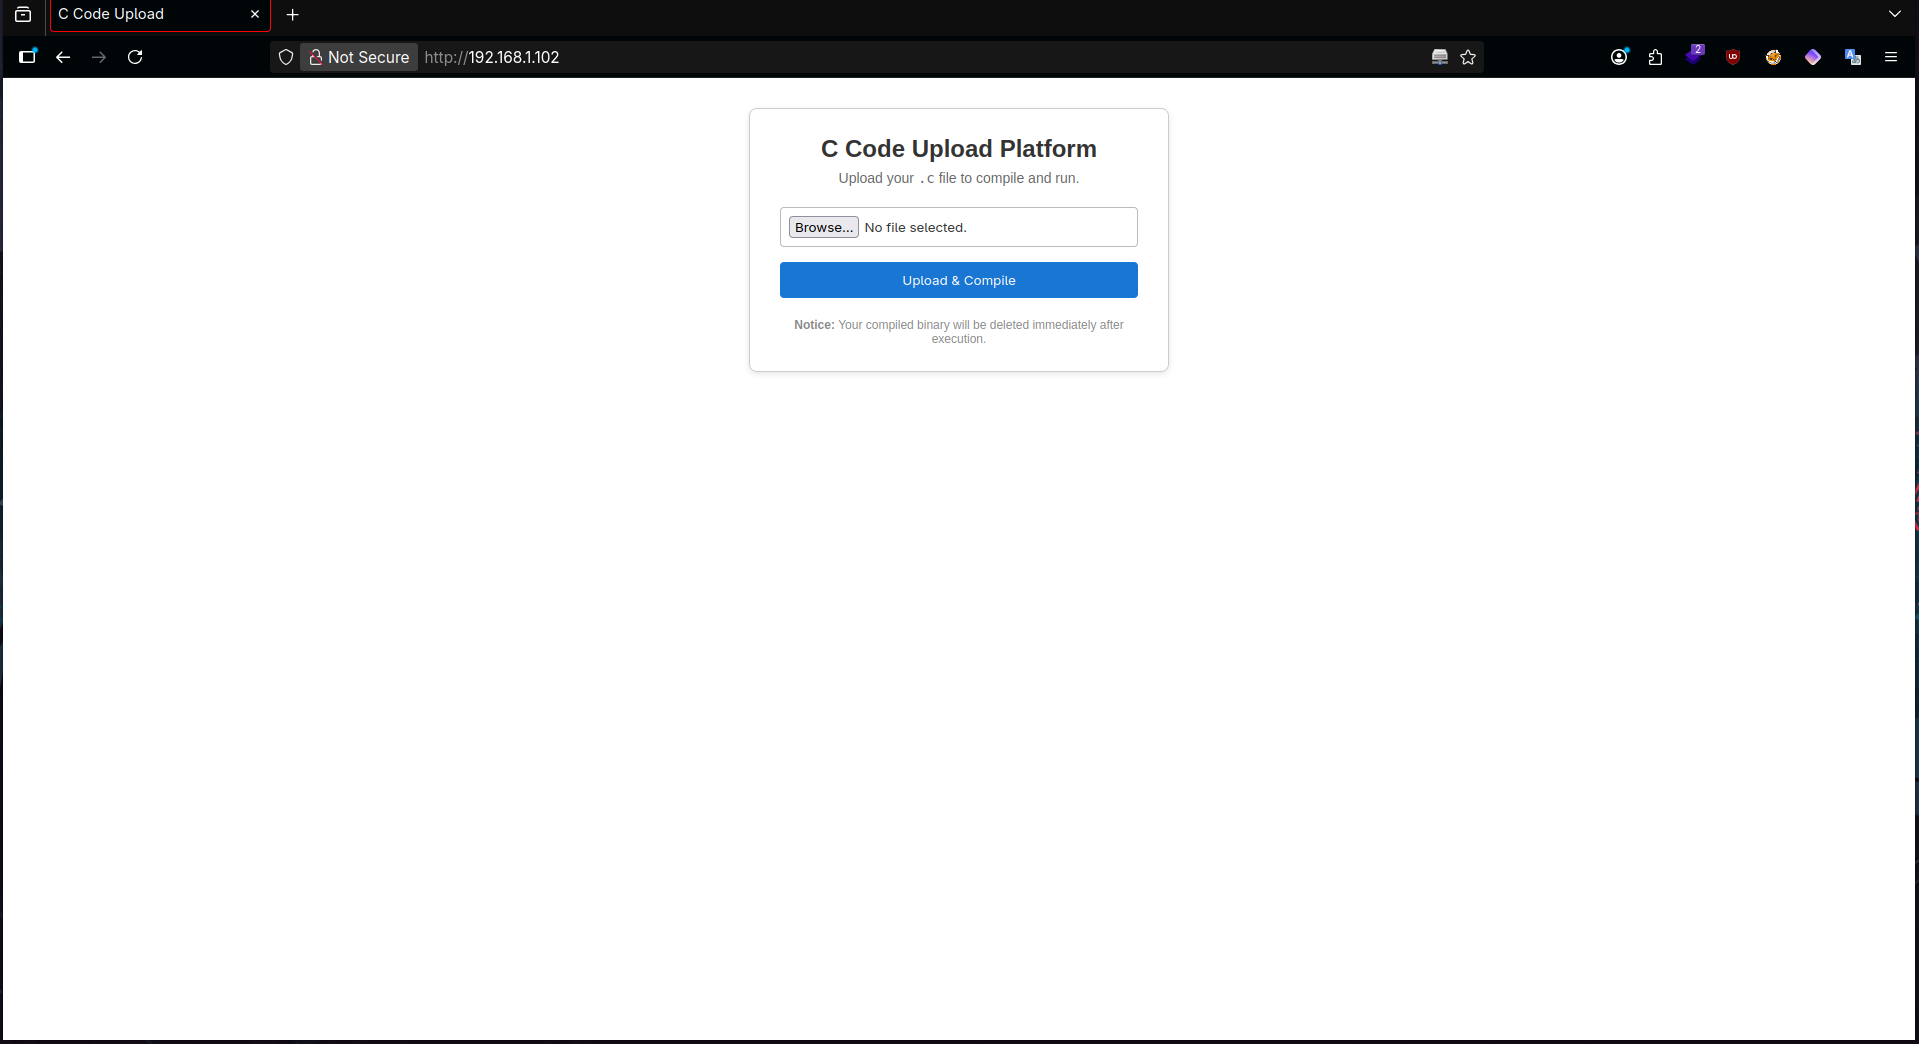 C Code Upload
Not Secure http://192.168.1.102
2
C Code Upload Platform
Upload your .c file to compile and run.
Browse... No file selected.
Upload & Compile
Notice: Your compiled binary will be deleted immediately after
execution.